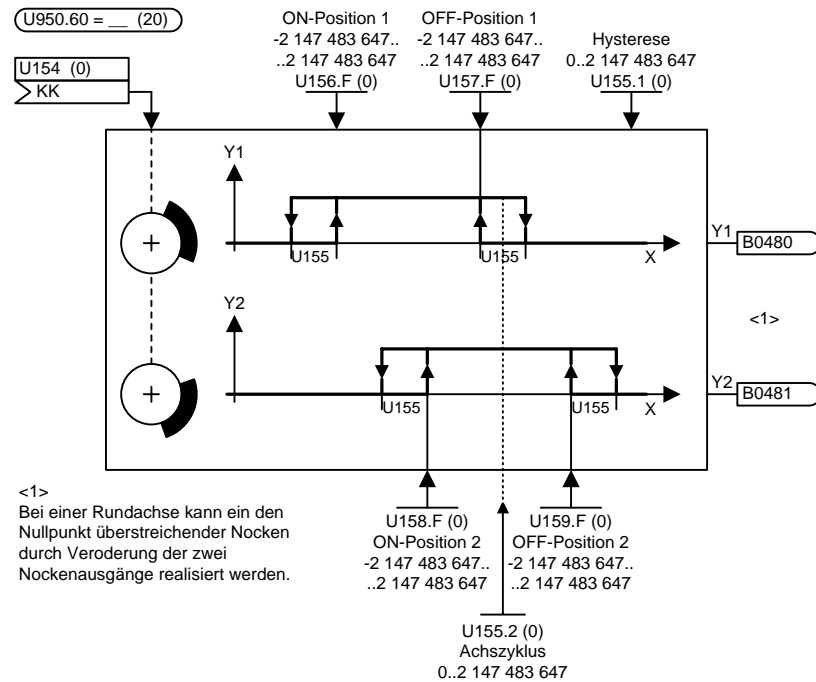 U950.60 = __ (20)
U154 (0)
KK
ON-Position 1
-2 147 483 647..
..2 147 483 647
U156.F (0)
OFF-Position 1
-2 147 483 647..
..2 147 483 647
U157.F (0)
Hysterese
0..2 147 483 647
U155.1 (0)
Y1
U155
U155
X
Y1
B0480
<1>
Y2
U155
U155
X
Y2
B0481
<1>
Bei einer Rundachse kann ein den
Nullpunkt überstreichender Nocken
durch Veroderung der zwei
Nockenausgänge realisiert werden.
U158.F (0)
ON-Position 2
-2 147 483 647..
..2 147 483 647
U159.F (0)
OFF-Position 2
-2 147 483 647..
..2 147 483 647
U155.2 (0)
Achszyklus
0..2 147 483 647